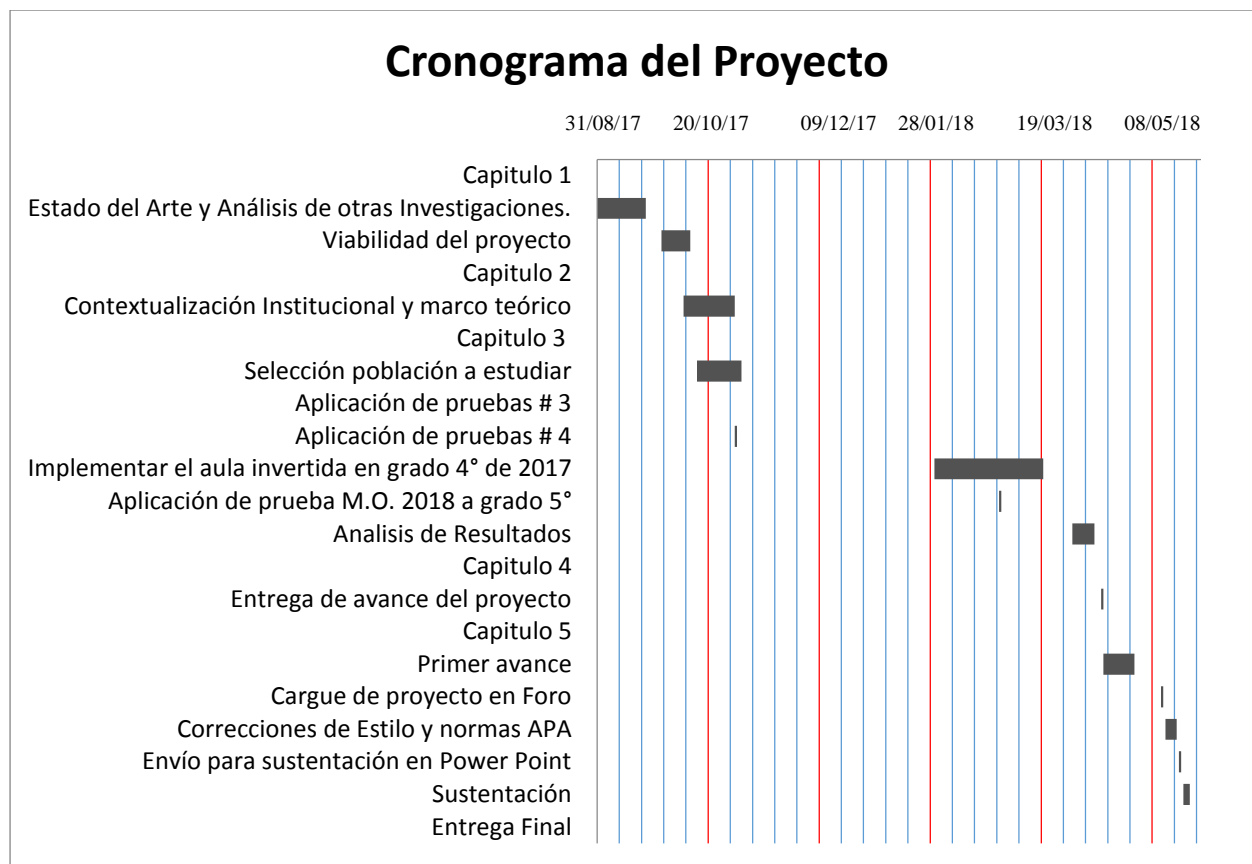 Cronograma del Proyecto
31/08/17 20/10/17 09/12/17 28/01/18 19/03/18 08/05/18
Capitulo 1
Estado del Arte y Análisis de otras Investigaciones.
Viabilidad del proyecto
Capitulo 2
Contextualización Institucional y marco teórico
Capitulo 3
Selección población a estudiar
Aplicación de pruebas # 3
Aplicación de pruebas # 4
Implementar el aula invertida en grado 4° de 2017
Aplicación de prueba M.O. 2018 a grado 5°
Analisis de Resultados
Capitulo 4
Entrega de avance del proyecto
Capitulo 5
Primer avance
Cargue de proyecto en Foro
Correcciones de Estilo y normas APA
Envío para sustentación en Power Point
Sustentación
Entrega Final